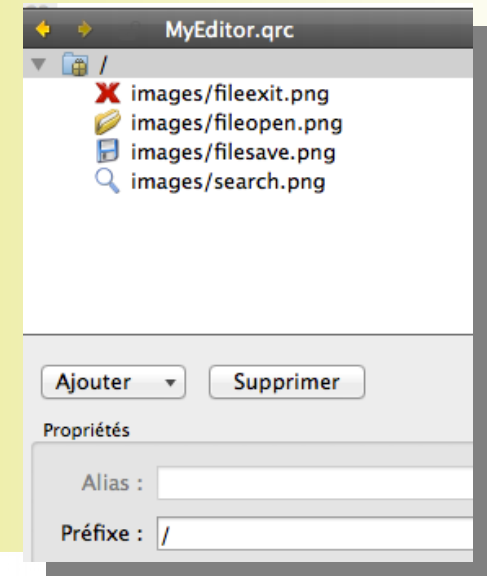 MyEditor.qrc
/
images/fileexit.png
images/fileopen.png
images/filesave.png
images/search.png
Ajouter Supprimer
Propriétés
Alias :
Préfixe : /